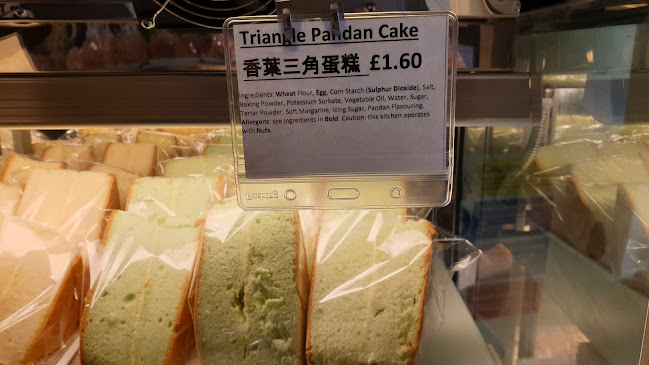 Triangle Pandan Cake
香葉三角蛋糕 £1.60
Ingredients: Wheat Flour, Egg, Corn Starch (Sulphur Dioxide), Salt,
Baking Powder, Potassium Sorbate, Vegetable Oil, Water, Sugar,
Tartar Powder, Soft Margarine, Icing Sugar, Pandan Flavouring.
Allergens: see ingredients in Bold. Caution: this kitchen operates
with Nuts